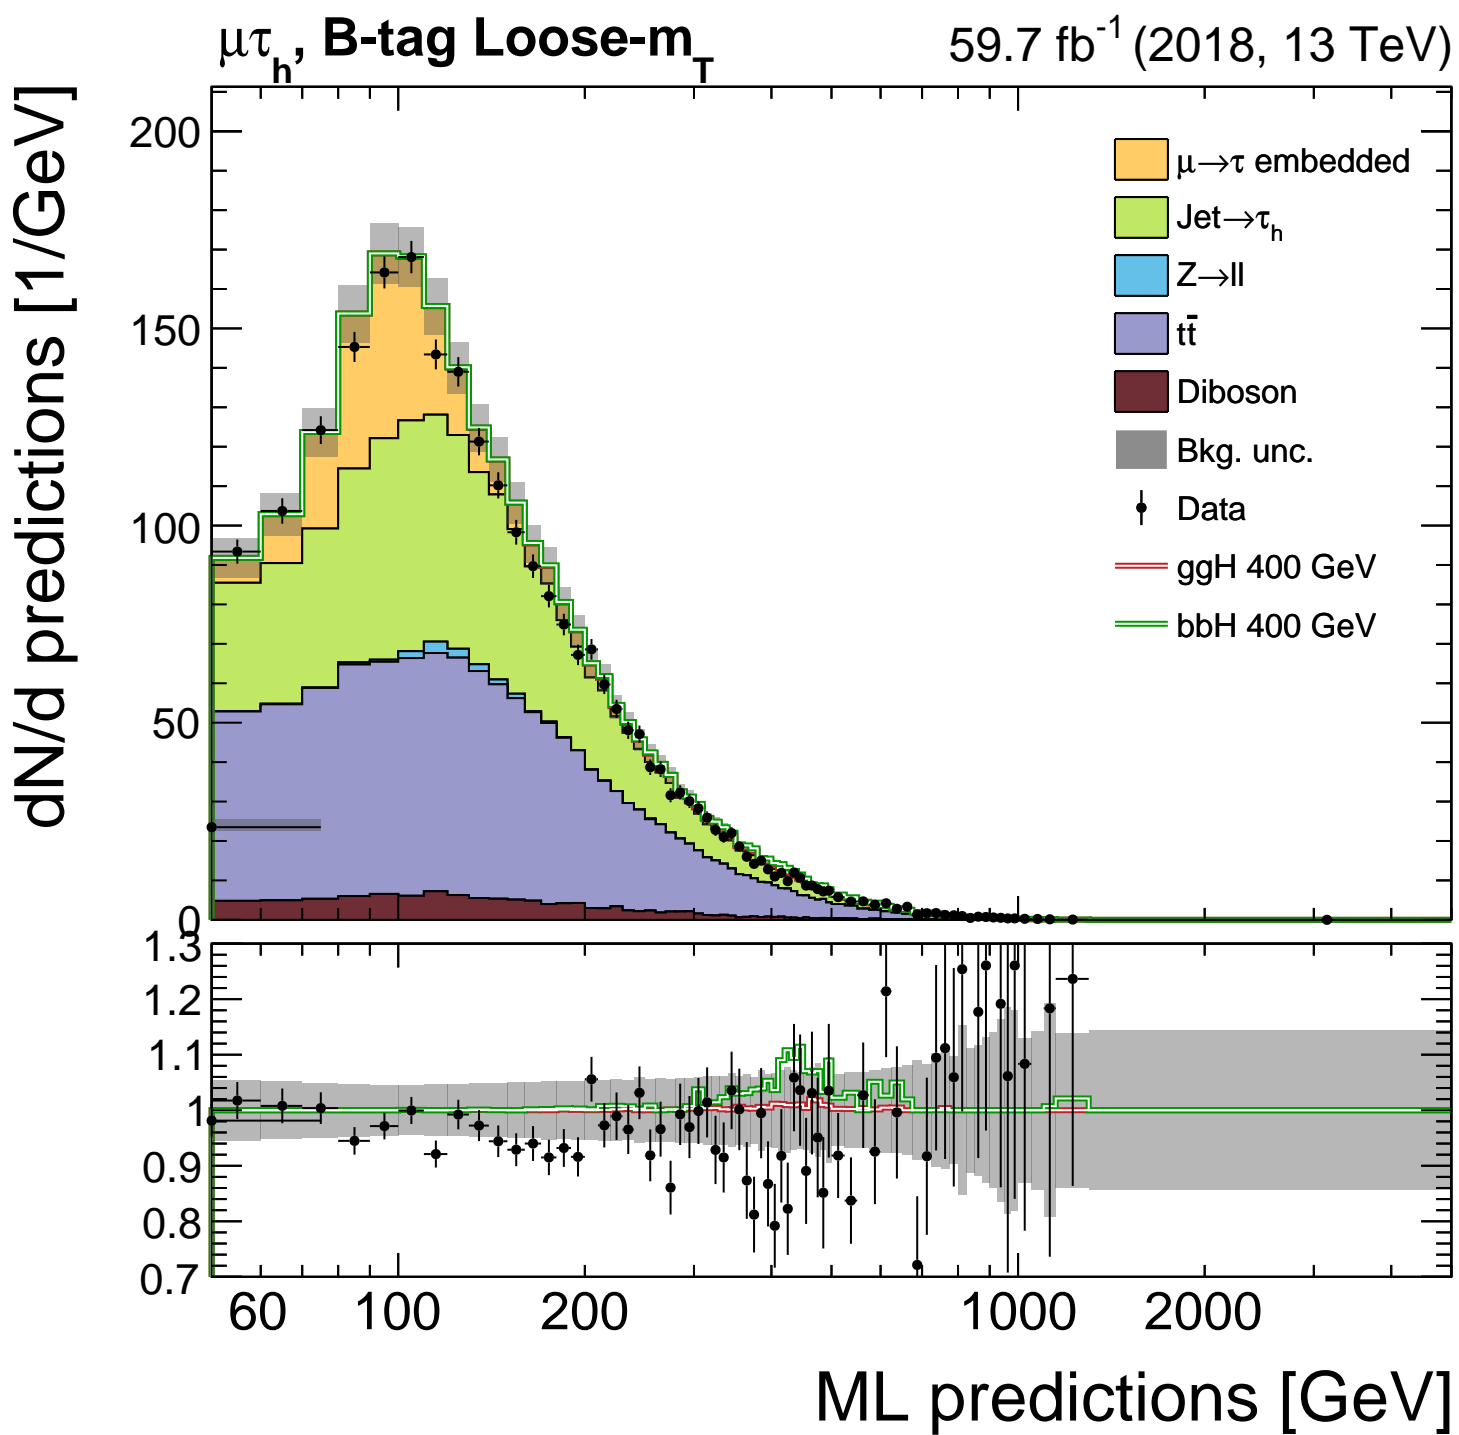 μτh, B-tag Loose-mT
59.7 fb-1 (2018, 13 TeV)
dN/d predictions [1/GeV]
200
150
100
50
0
μ→τ embedded
Jet→τh
Z→ll
tt̄
Diboson
Bkg. unc.
Data
ggH 400 GeV
bbH 400 GeV
1.3
1.2
1.1
1
0.9
0.8
0.7
60 100 200 1000 2000
ML predictions [GeV]